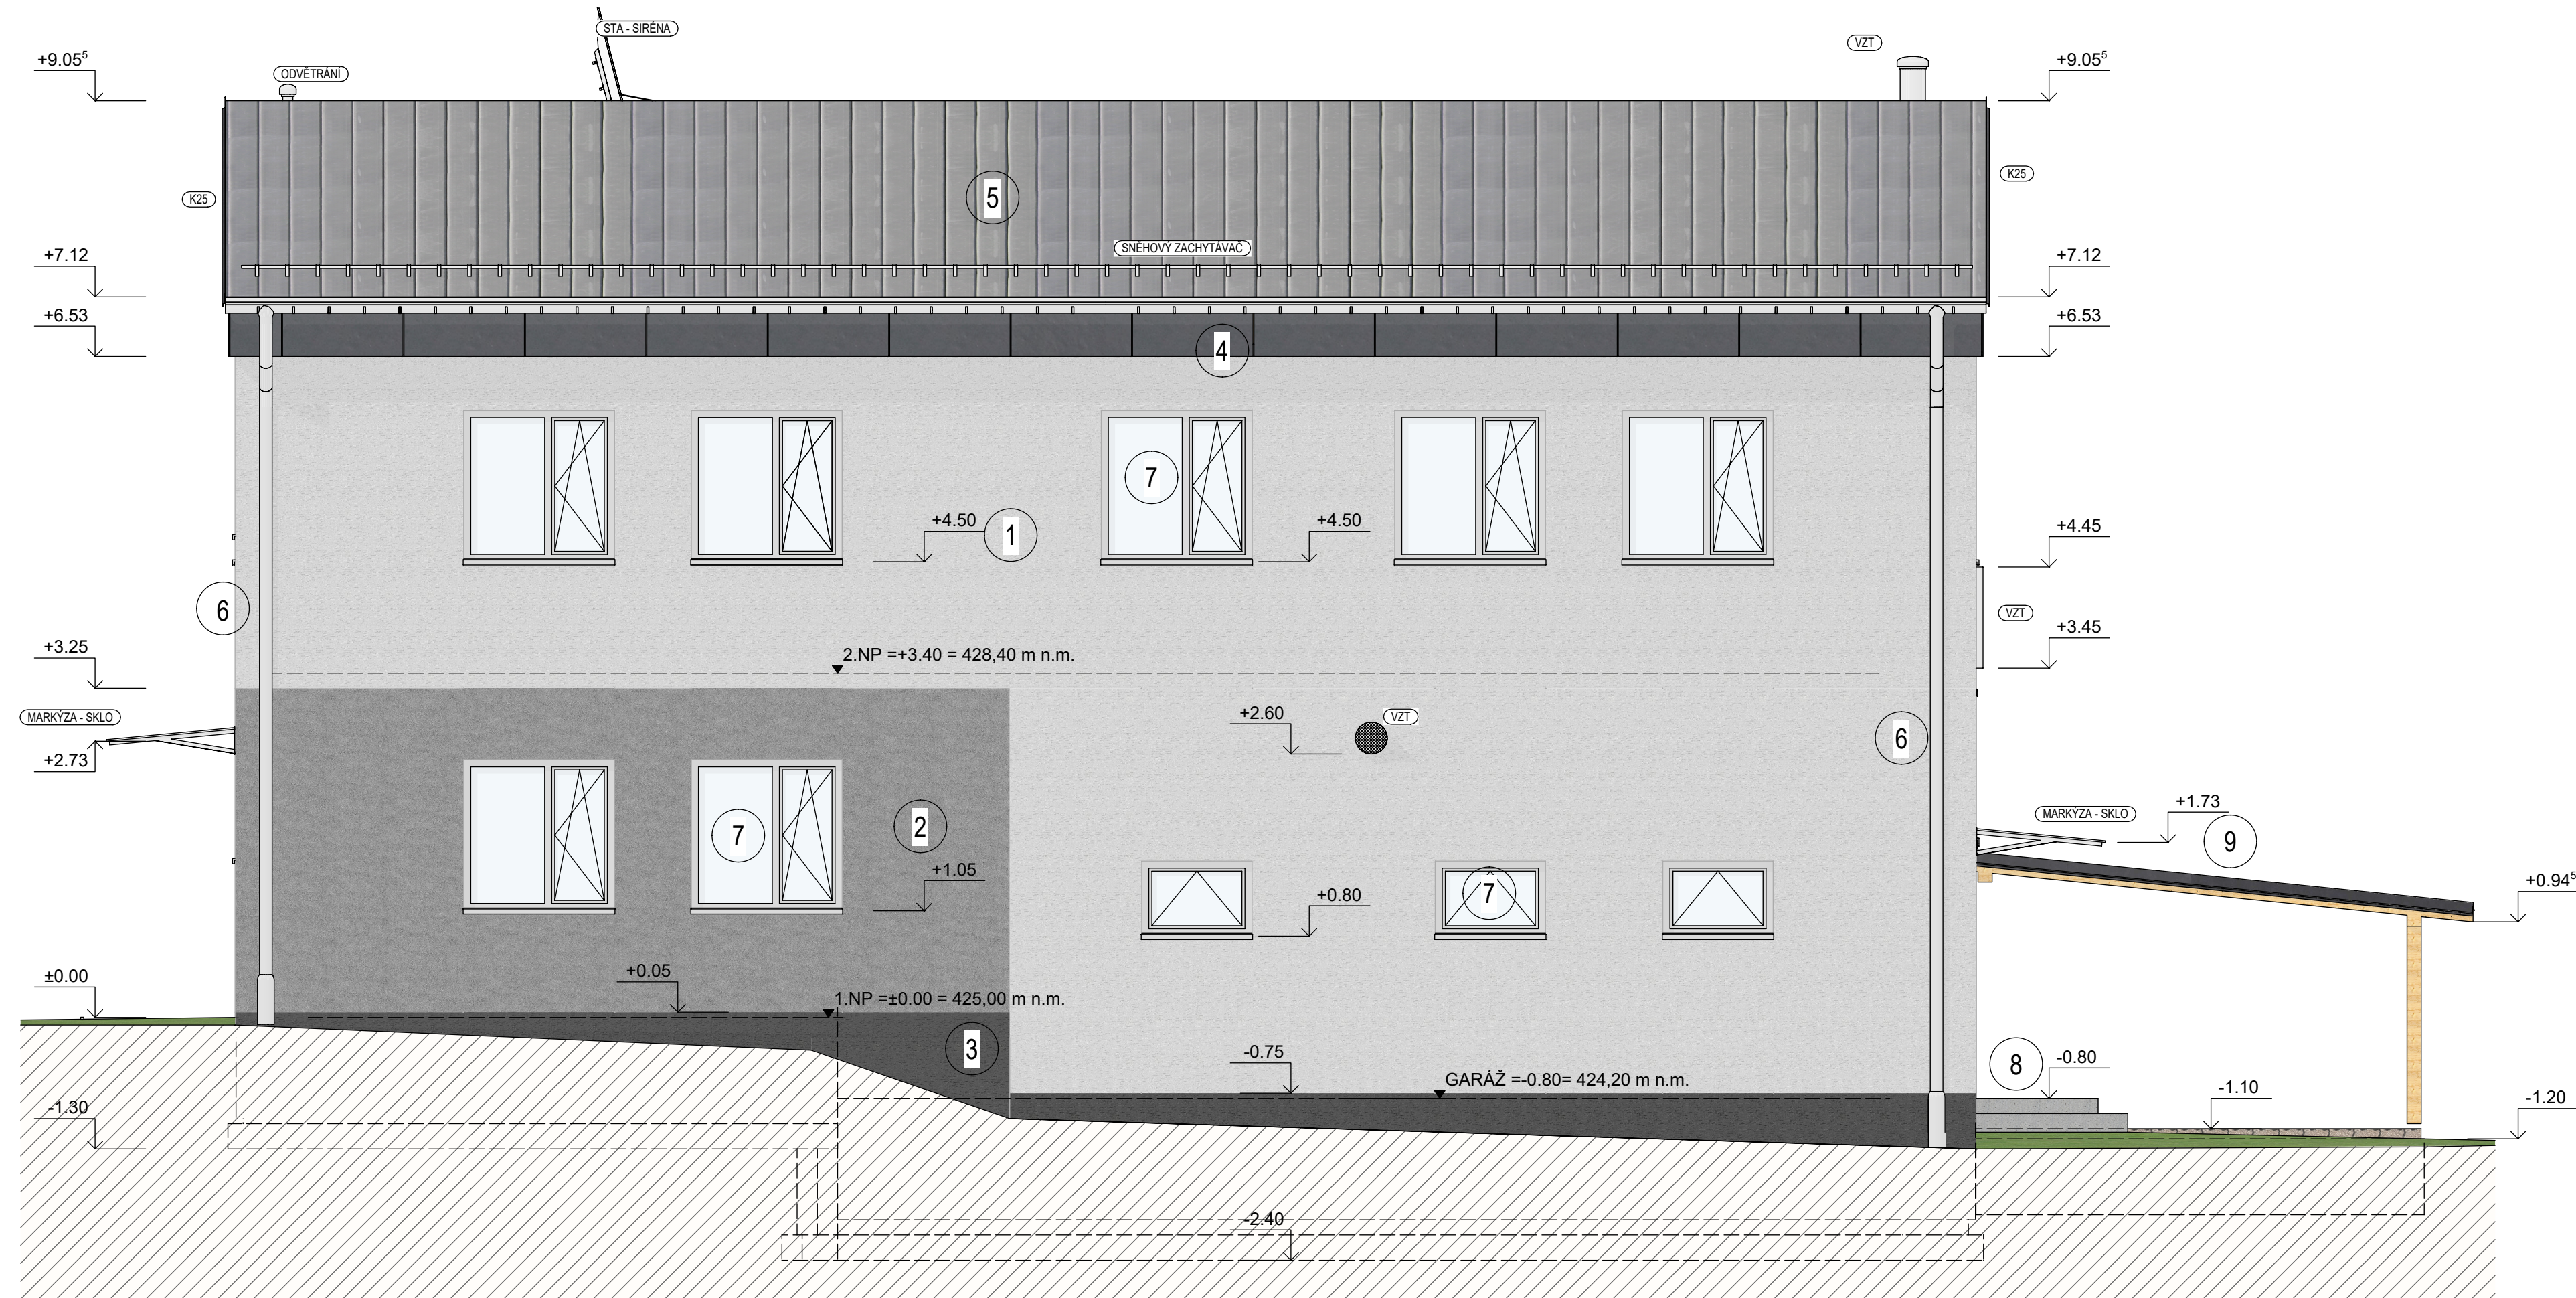 STA - SIRÉNA
VZT
+9.05⁵
ODVĚTRÁNÍ
+9.05⁵
K25
5
K25
SNĚHOVÝ ZACHYTÁVAČ
+7.12
+7.12
+6.53
4
+6.53
7
+4.50
1
+4.50
+4.45
6
VZT
+3.45
+3.25
2.NP =+3.40 = 428,40 m n.m.
MARKÝZA - SKLO
+2.60
VZT
6
+2.73
7
2
MARKÝZA - SKLO
+1.73
9
+1.05
+0.80
7
+0.94⁵
±0.00
+0.05
1.NP =±0.00 = 425,00 m n.m.
3
-0.75
GARÁŽ =-0.80= 424,20 m n.m.
8
-0.80
-1.10
-1.20
-1.30
-2.40